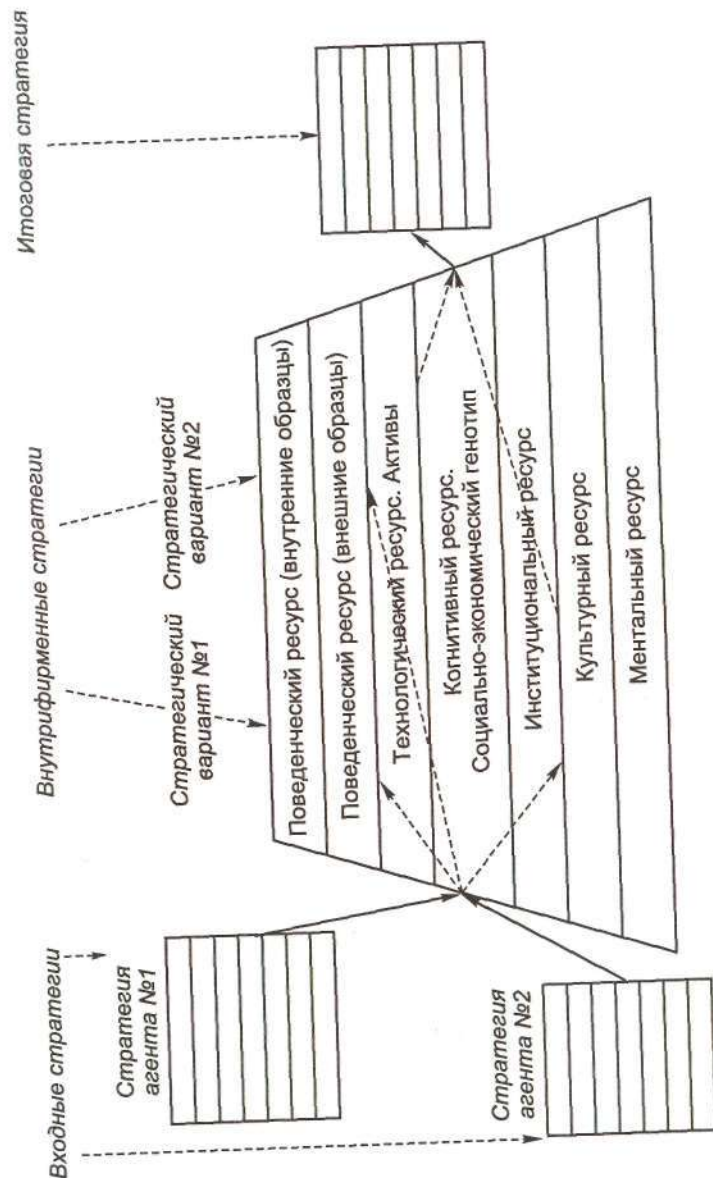 Входные стратегии
Внутрифирменные стратегии
Итоговая стратегия
Стратегия
агента №1
Стратегия
агента №2
Стратегический
вариант №1
Стратегический
вариант №2
Поведенческий ресурс (внутренние образцы)
Поведенческий ресурс (внешние образцы)
Технологический ресурс. Активы
Когнитивный ресурс.
Социально-экономический генотип
Институциональный ресурс
Культурный ресурс
Ментальный ресурс